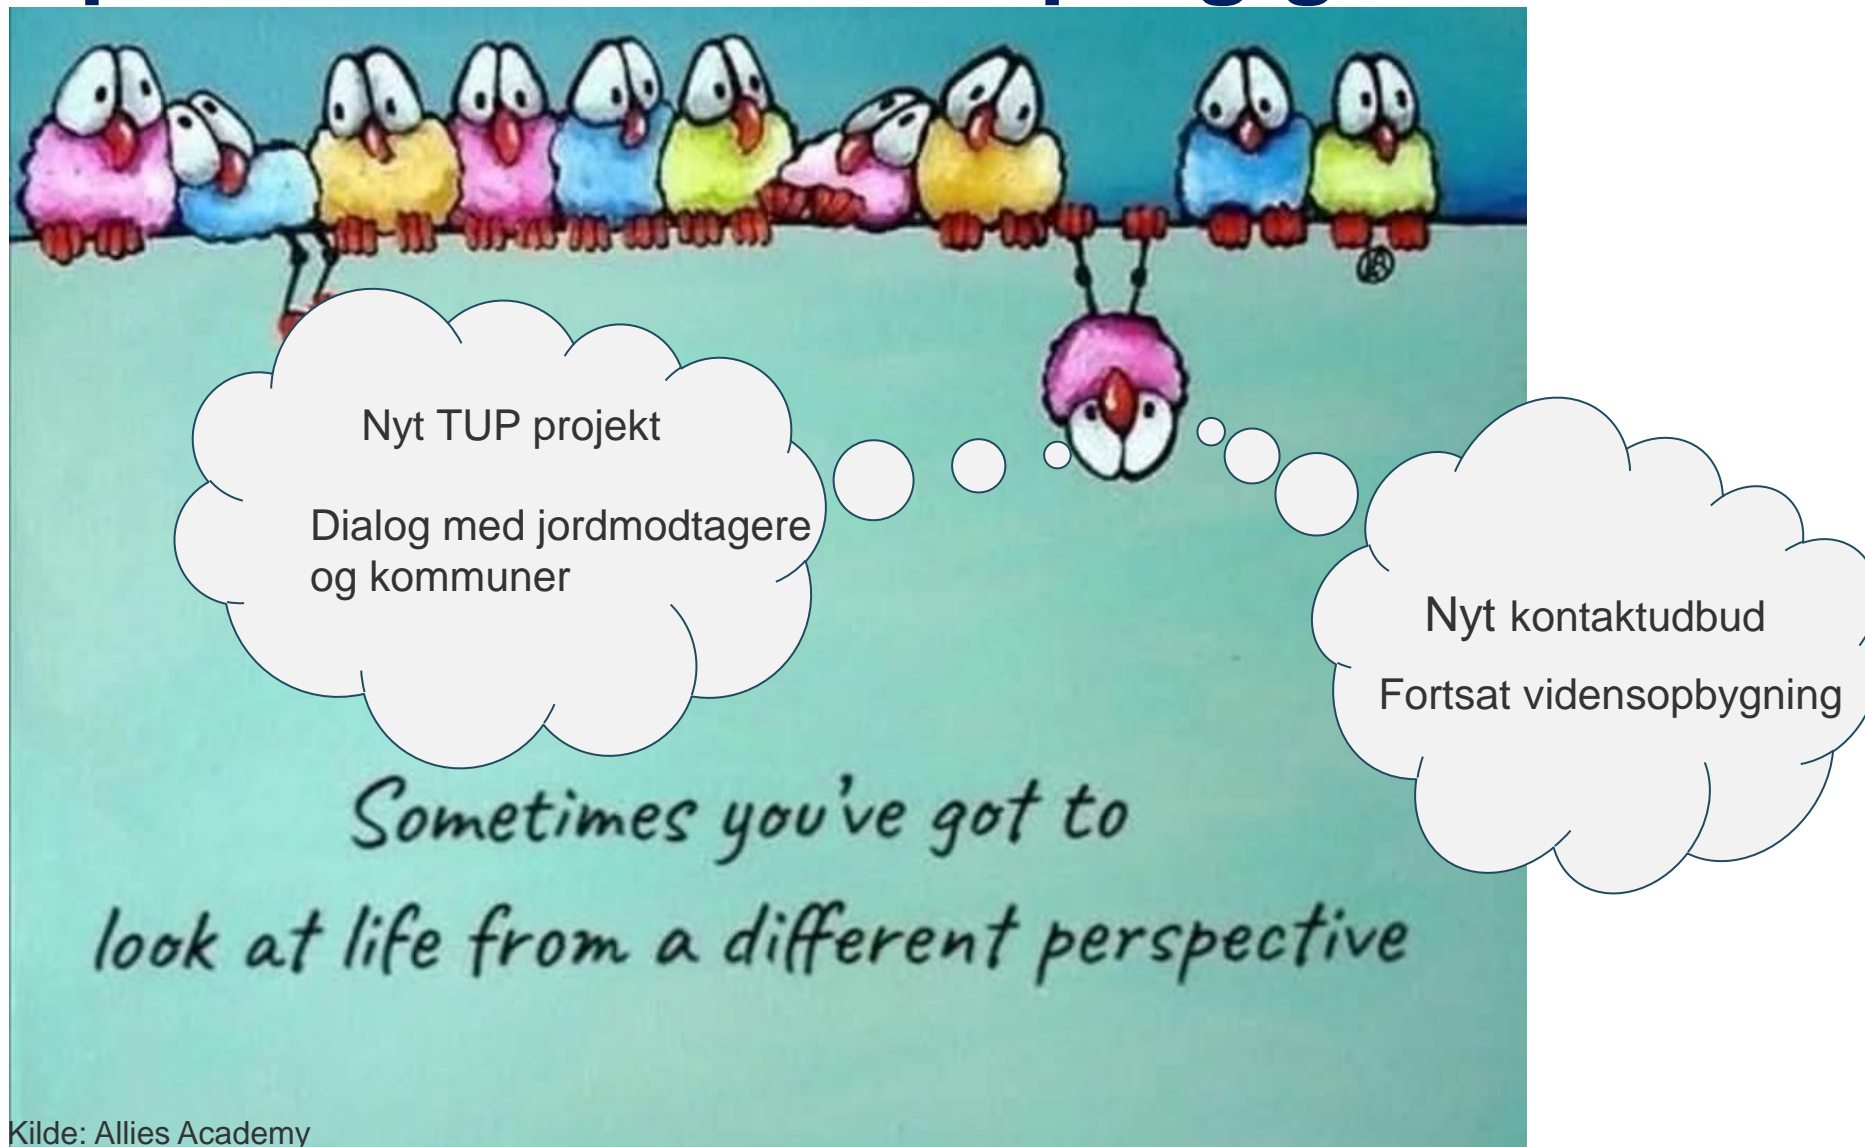 Nyt TUP projekt
Dialog med jordmodtagere
og kommuner
Nyt kontaktudbud
Fortsat vidensopbygning
Sometimes you've got to
look at life from a different perspective
Kilde: Allies Academy